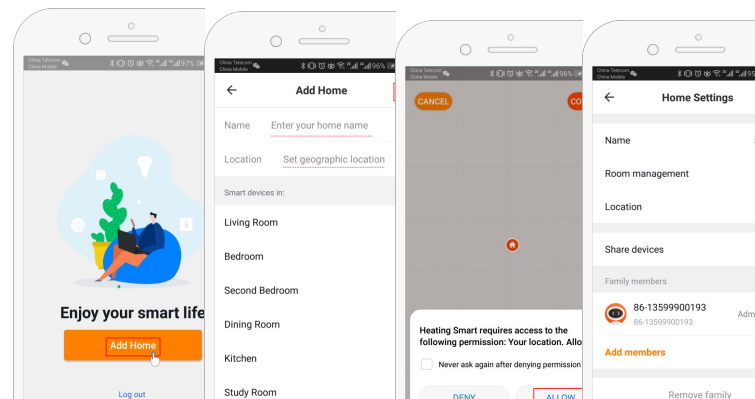 China Telecom
China Mobile
97%
Enjoy your smart life
Add Home
Log out
China Telecom
China Mobile
96%
Add Home
Name Enter your home name
Location Set geographic location
Smart devices in:
Living Room
Bedroom
Second Bedroom
Dining Room
Kitchen
Study Room
China Telecom
China Mobile
96%
CANCEL
CO
Heating Smart requires access to the
following permission: Your location. Allo
Never ask again after denying permission
DENY ALLOW
China Telecom
China Mobile
95
Home Settings
Name
Room management
Location
Share devices
Family members
86-13599900193
86-13599900193
Adm
Add members
Remove family